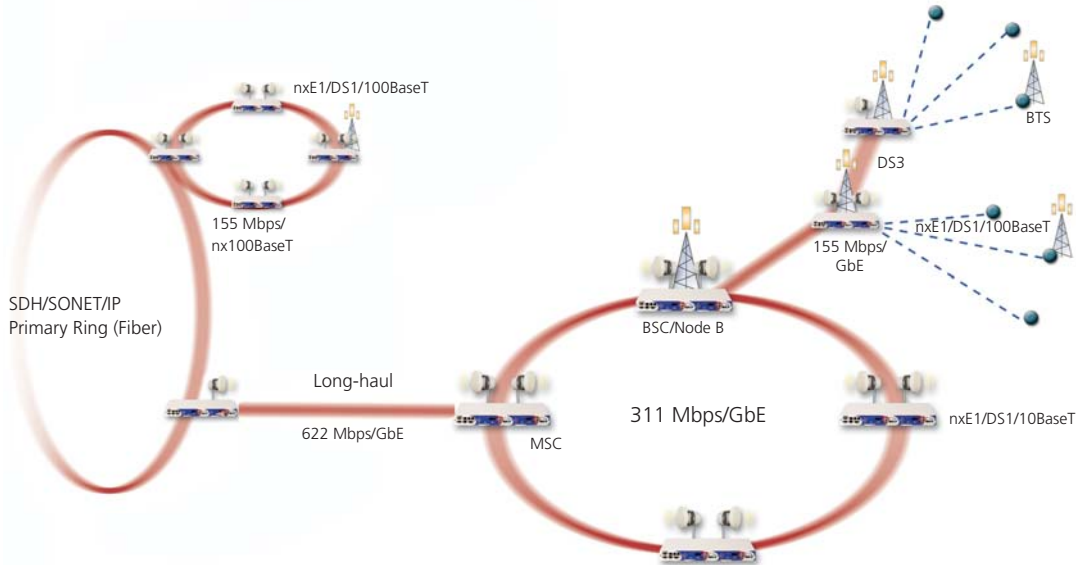 nxE1/DS1/100BaseT
155 Mbps/
nx100BaseT
SDH/SONET/IP
Primary Ring (Fiber)
Long-haul
622 Mbps/GbE
MSC
BSC/Node B
311 Mbps/GbE
nxE1/DS1/10BaseT
155 Mbps/
GbE
nxE1/DS1/100BaseT
DS3
BTS